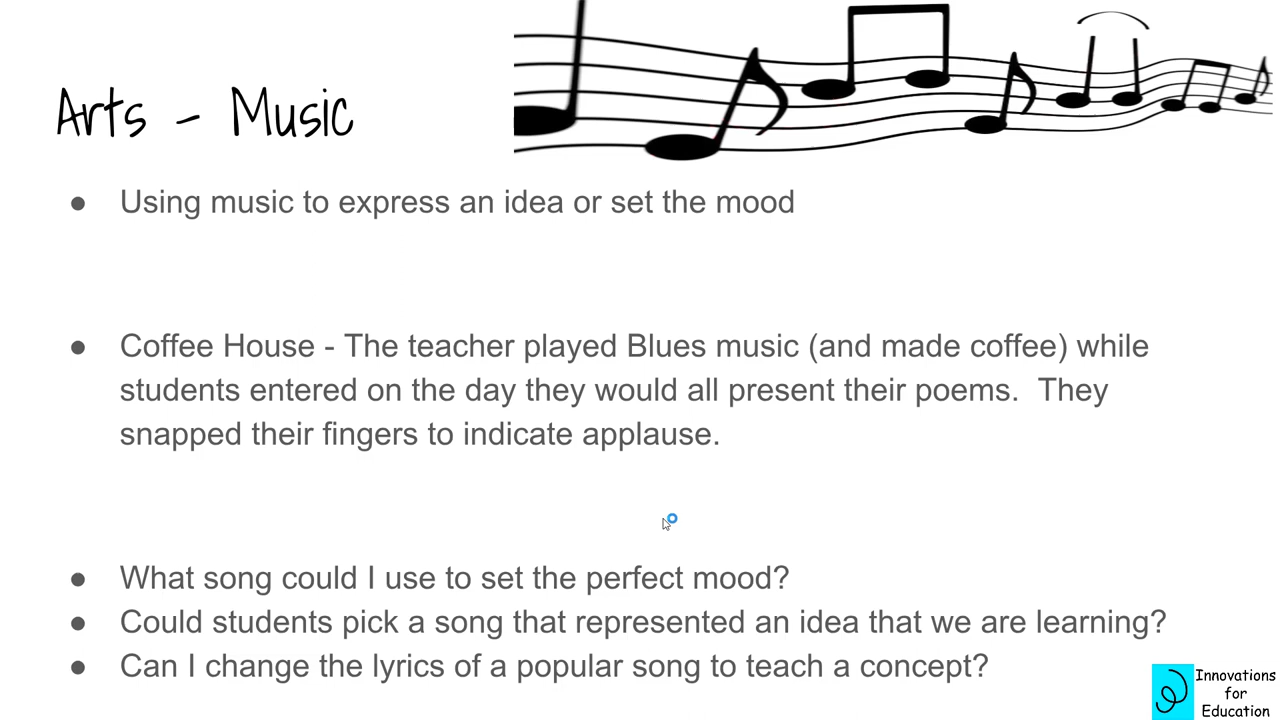 Arts - Music
● Using music to express an idea or set the mood
● Coffee House - The teacher played Blues music (and made coffee) while
students entered on the day they would all present their poems.  They
snapped their fingers to indicate applause.
● What song could I use to set the perfect mood?
● Could students pick a song that represented an idea that we are learning?
● Can I change the lyrics of a popular song to teach a concept?
Innovations
for
Education